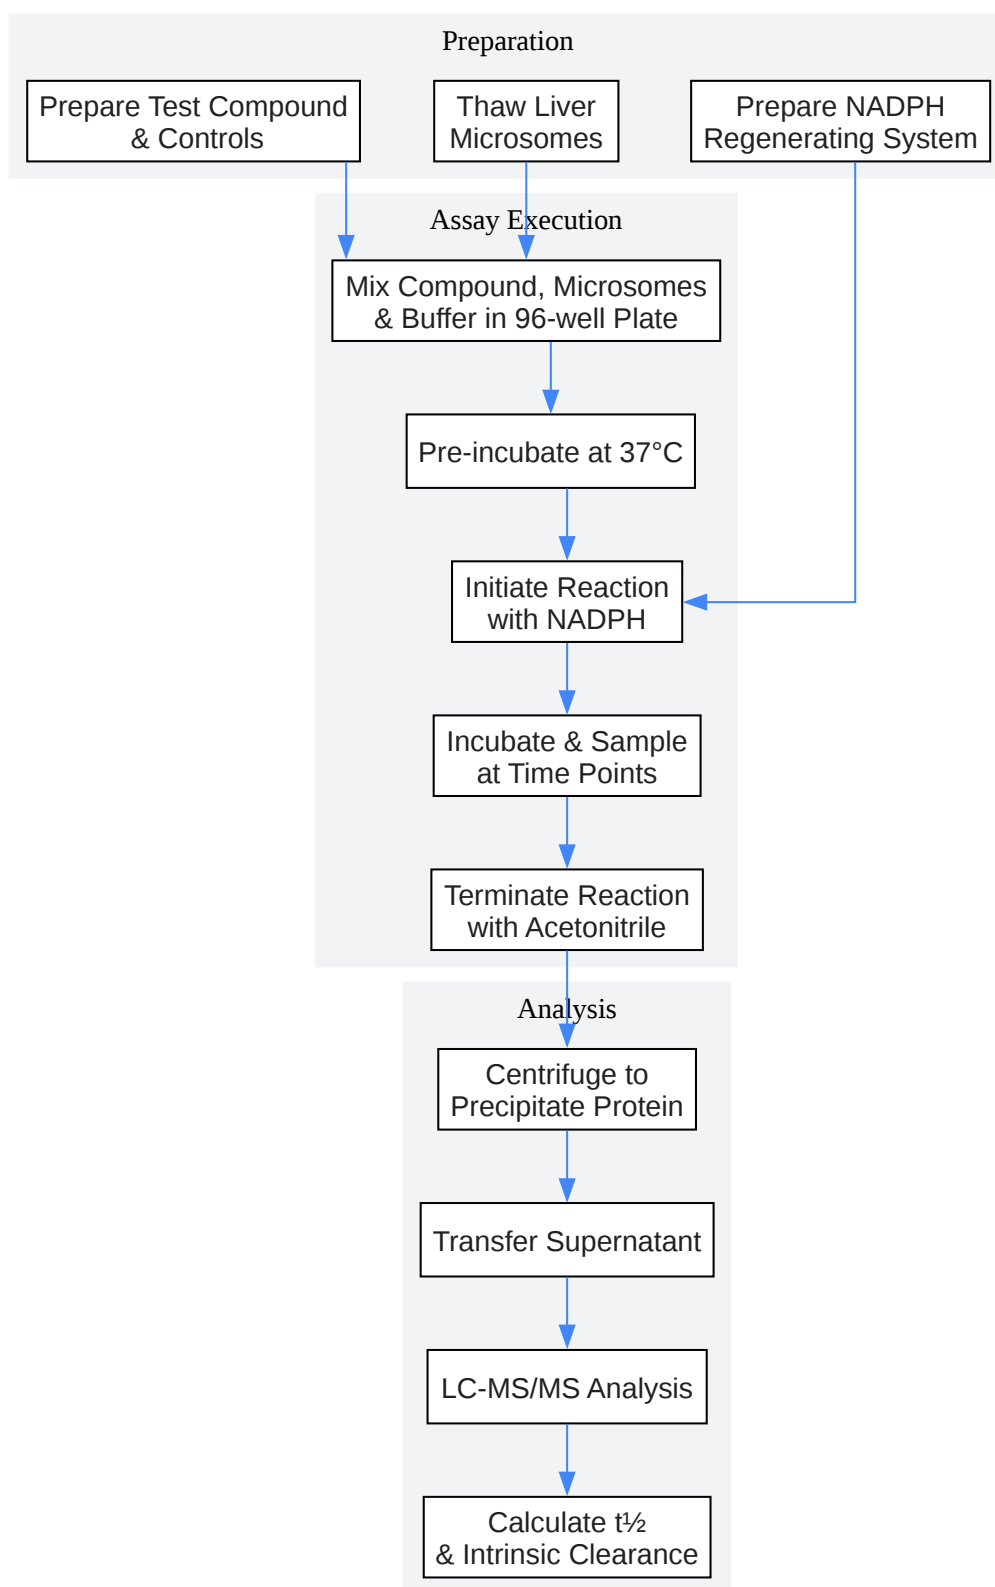 Preparation
Prepare Test Compound
& Controls
Thaw Liver
Microsomes
Prepare NADPH
Regenerating System
Assay Execution
Mix Compound, Microsomes
& Buffer in 96-well Plate
Pre-incubate at 37°C
Initiate Reaction
with NADPH
Incubate & Sample
at Time Points
Terminate Reaction
with Acetonitrile
Analysis
Centrifuge to
Precipitate Protein
Transfer Supernatant
LC-MS/MS Analysis
Calculate t½
& Intrinsic Clearance